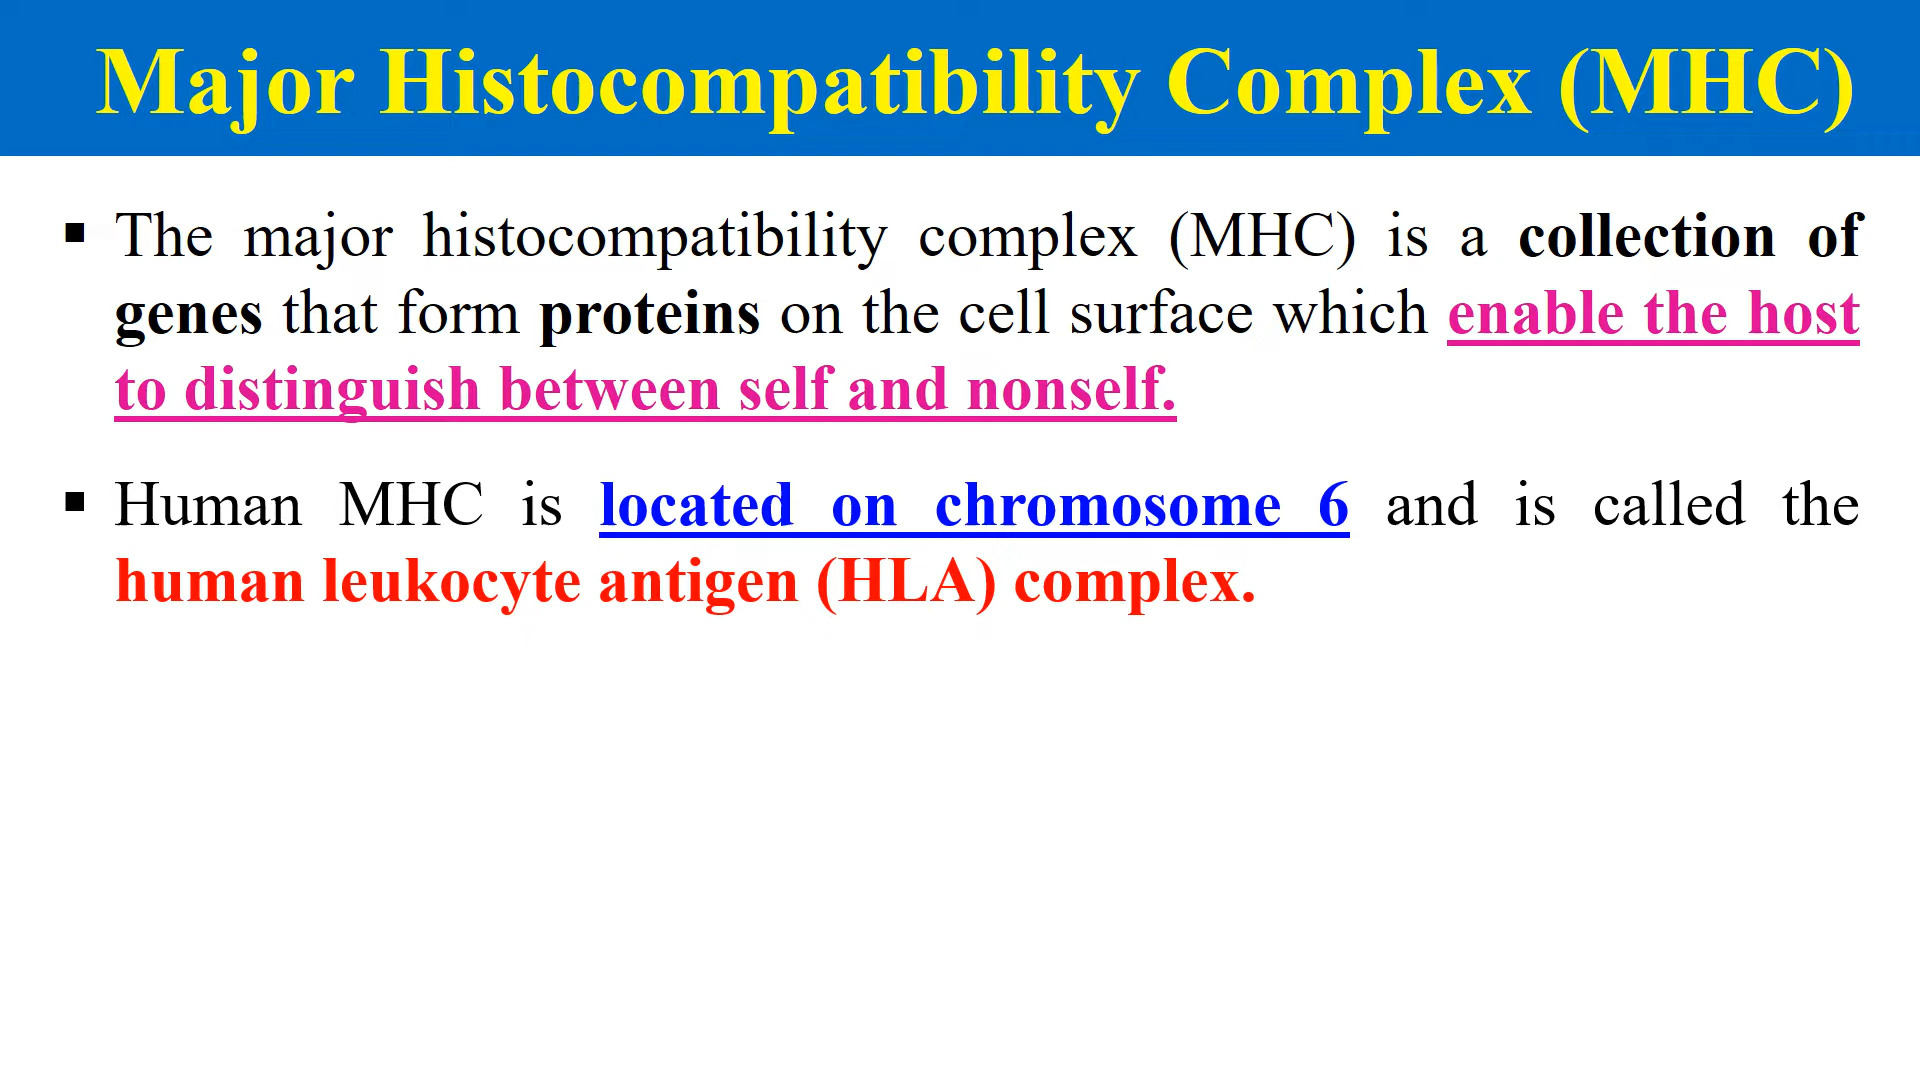 Major Histocompatibility Complex (MHC)
▪ The major histocompatibility complex (MHC) is a collection of
genes that form proteins on the cell surface which enable the host
to distinguish between self and nonself.
▪ Human MHC is located on chromosome 6 and is called the
human leukocyte antigen (HLA) complex.